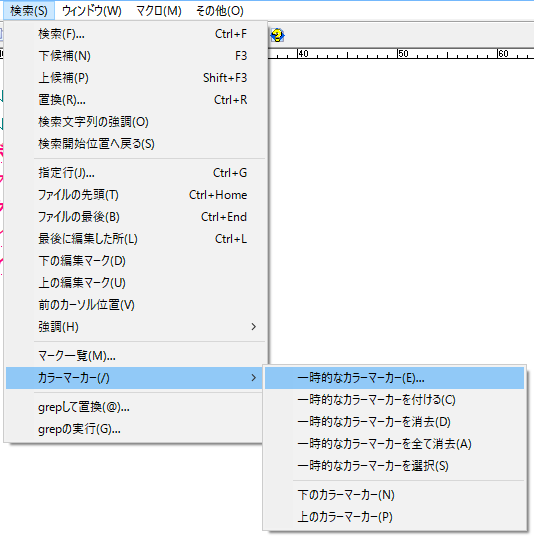 検索(S) ウィンドウ(W) マクロ(M) その他(O)
検索(F)... Ctrl+F
下候補(N) F3
上候補(P) Shift+F3
置換(R)... Ctrl+R
検索文字列の強調(O)
検索開始位置へ戻る(S)
指定行(J)... Ctrl+G
ファイルの先頭(T) Ctrl+Home
ファイルの最後(B) Ctrl+End
最後に編集した所(L) Ctrl+L
下の編集マーク(D)
上の編集マーク(U)
前のカーソル位置(V)
強調(H)
マーク一覧(M)...
カラーマーカー(/)
grepして置換(@)...
grepの実行(G)...
40 50 60
一時的なカラーマーカー(E)...
一時的なカラーマーカーを付ける(C)
一時的なカラーマーカーを消去(D)
一時的なカラーマーカーを全て消去(A)
一時的なカラーマーカーを選択(S)
下のカラーマーカー(N)
上のカラーマーカー(P)